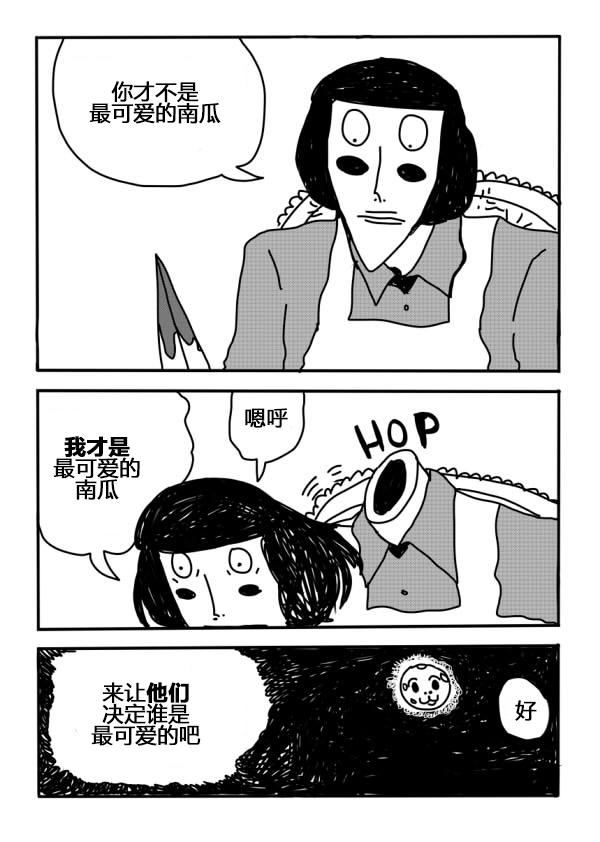 你才不是
最可爱的南瓜
嗯呼
HOP
我才是
最可爱的
南瓜
来让他们
决定谁是
最可爱的吧
好